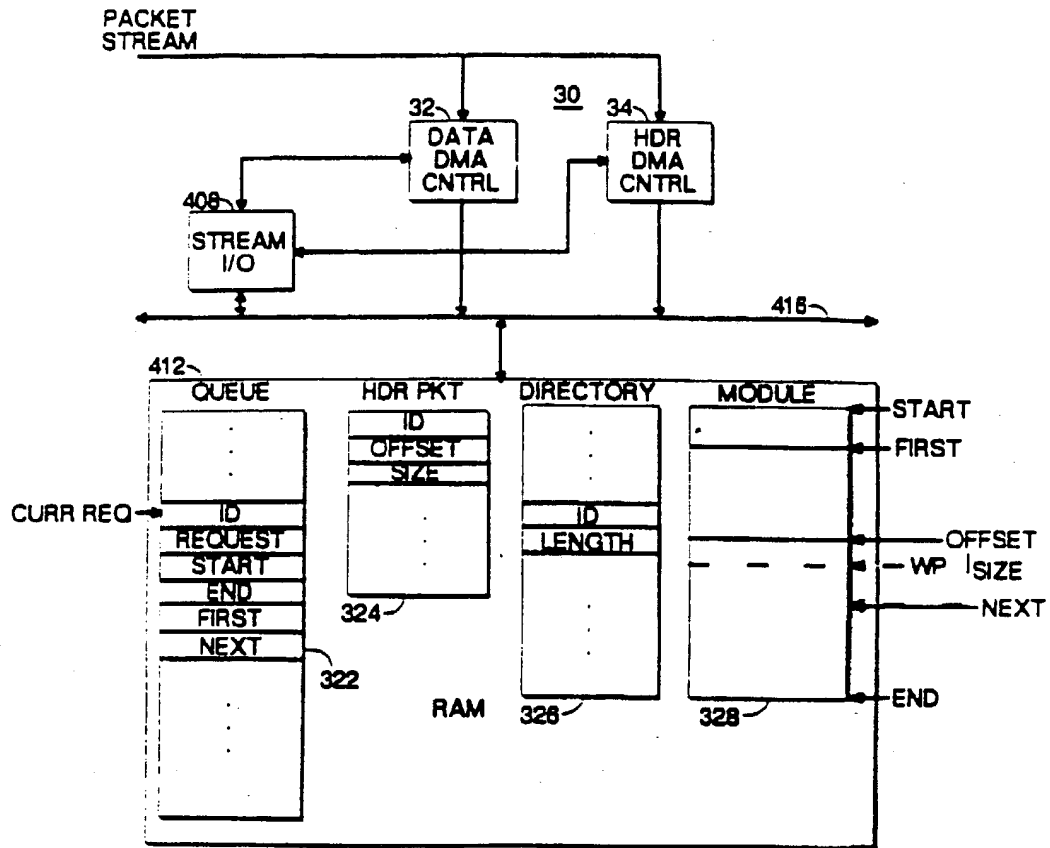 PACKET
STREAM
32
DATA
DMA
CNTRL
30
34
HDR
DMA
CNTRL
408
STREAM
I/O
416
412
QUEUE
HDR PKT
DIRECTORY
MODULE
CURR REQ
ID
REQUEST
START
END
FIRST
NEXT
322
ID
OFFSET
SIZE
324
ID
LENGTH
326
START
FIRST
OFFSET
WP
SIZE
NEXT
END
328
RAM